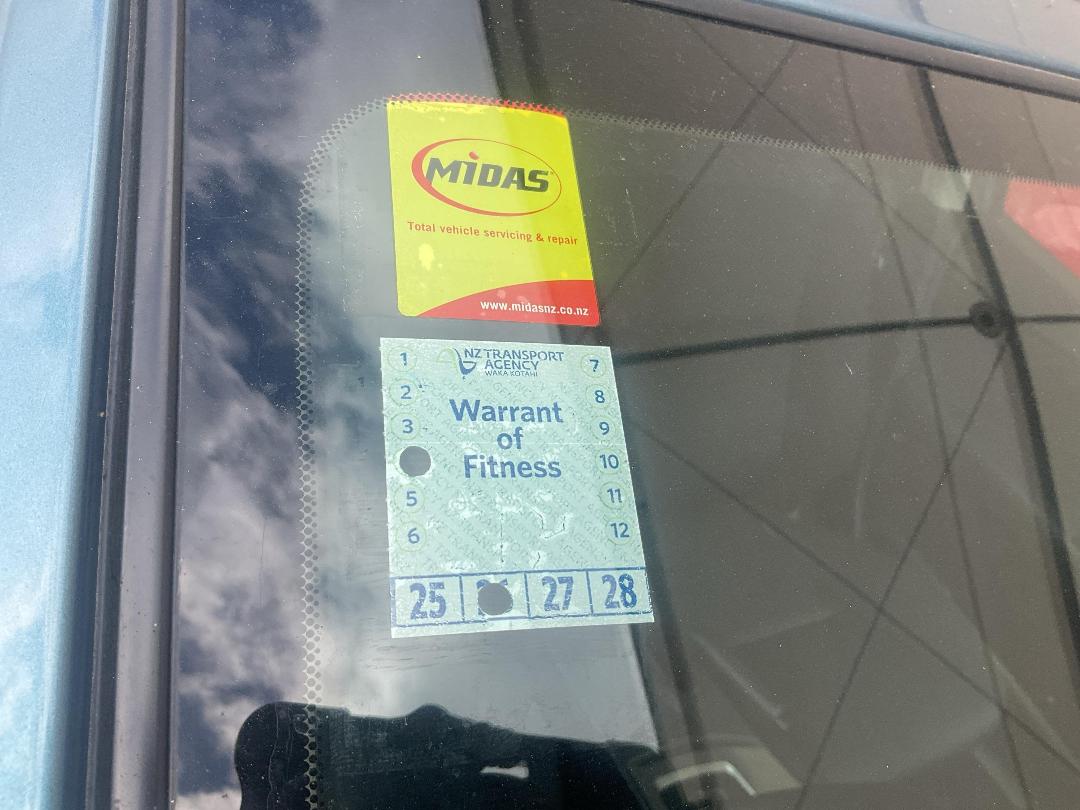 MIDAS
Total vehicle servicing & repair
www.midasnz.co.nz
NZ TRANSPORT
AGENCY
WAKA KOTAHI
1 7
2 8
3 9
10
5 11
6 12
Warrant
of
Fitness
25 27 28